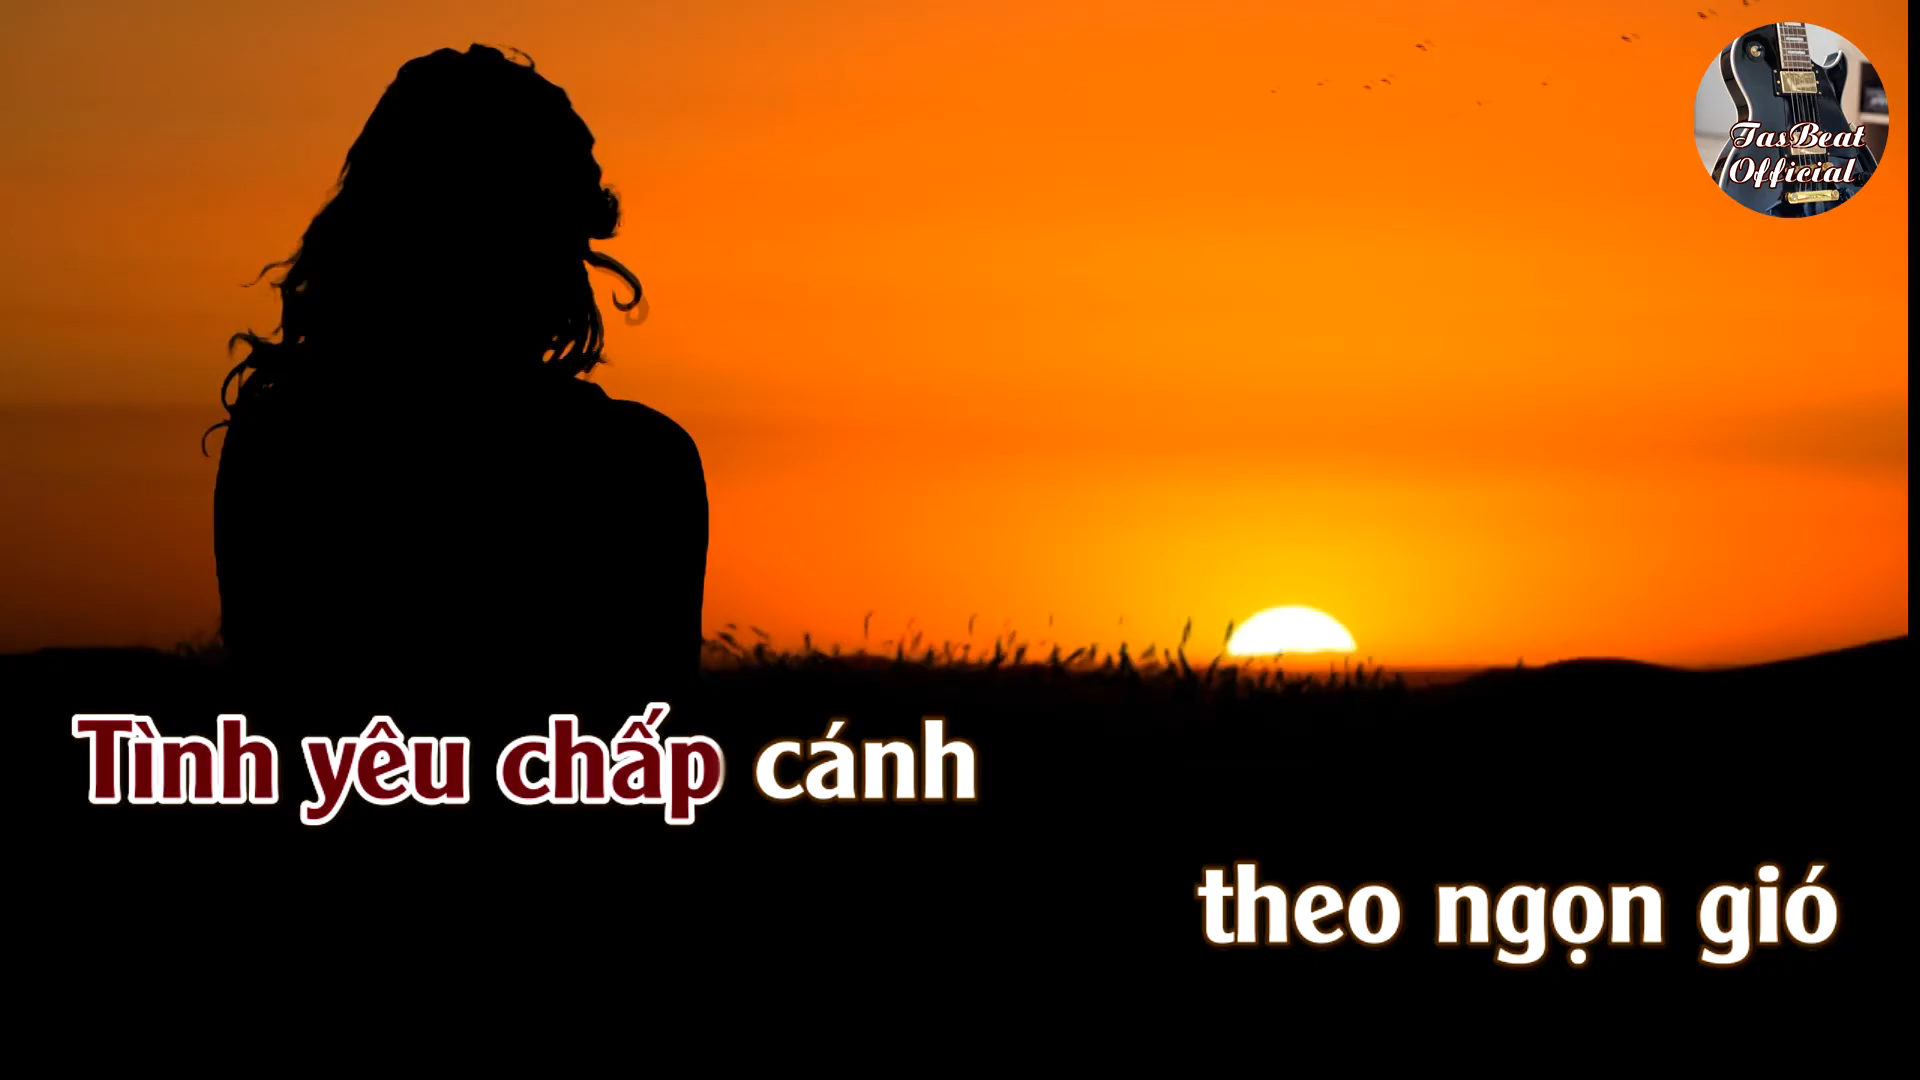 TasBeat
Official
Tình yêu chấp cánh
theo ngọn gió